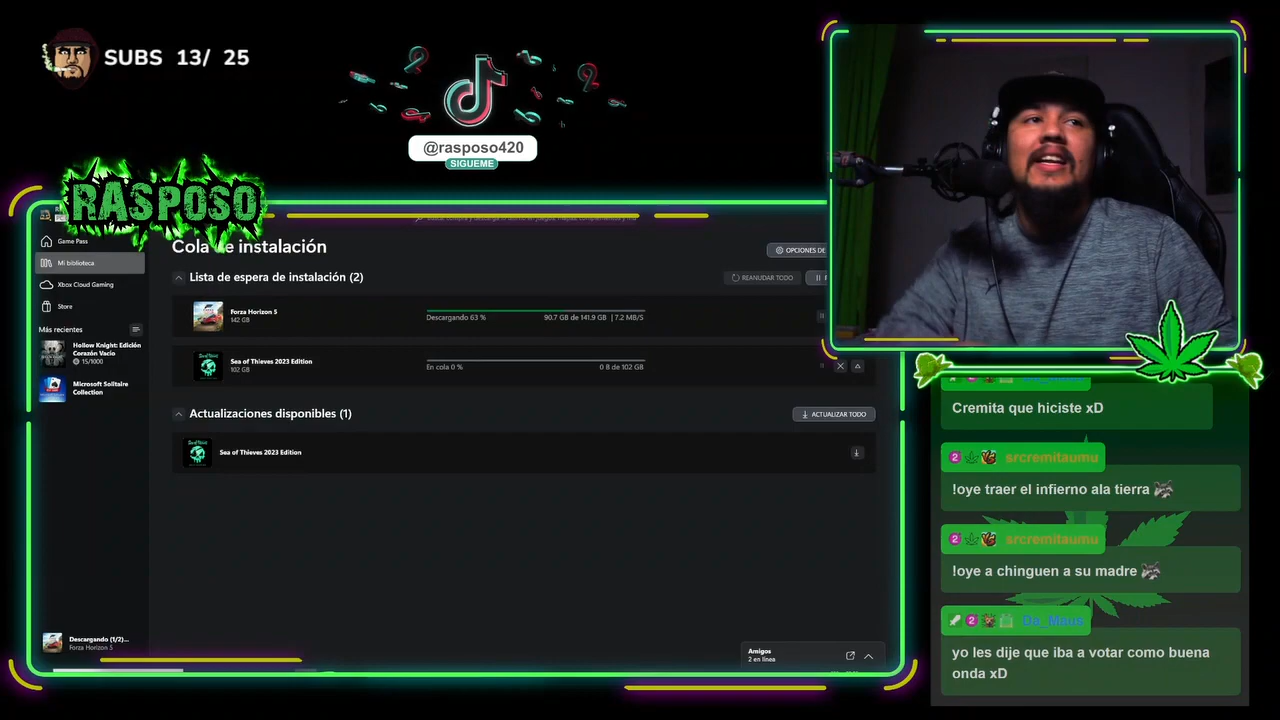 SUBS 13/ 25
@rasposo420
SIGUEME
RASPOSO
Game Pass
Mi biblioteca
Xbox Cloud Gaming
Store
Más recientes
Hollow Knight: Edición
Corazón Vacío
15/1000
Microsoft Solitaire
Collection
Cola de instalación
OPCIONES DE
Lista de espera de instalación (2)
REANUDAR TODO
Forza Horizon 5
142 GB
Descargando 63 %
90.7 GB de 141.9 GB | 7.2 MB/S
Sea of Thieves 2023 Edition
102 GB
En cola 0 %
0 B de 102 GB
Actualizaciones disponibles (1)
ACTUALIZAR TODO
Sea of Thieves 2023 Edition
Descargando (1/2)...
Forza Horizon 5
Amigos
2 en línea
Cremita que hiciste xD
2 srcremitaumu
!oye traer el infierno ala tierra
2 srcremitaumu
!oye a chinguen a su madre
2 Da_Maus
yo les dije que iba a votar como buena
onda xD